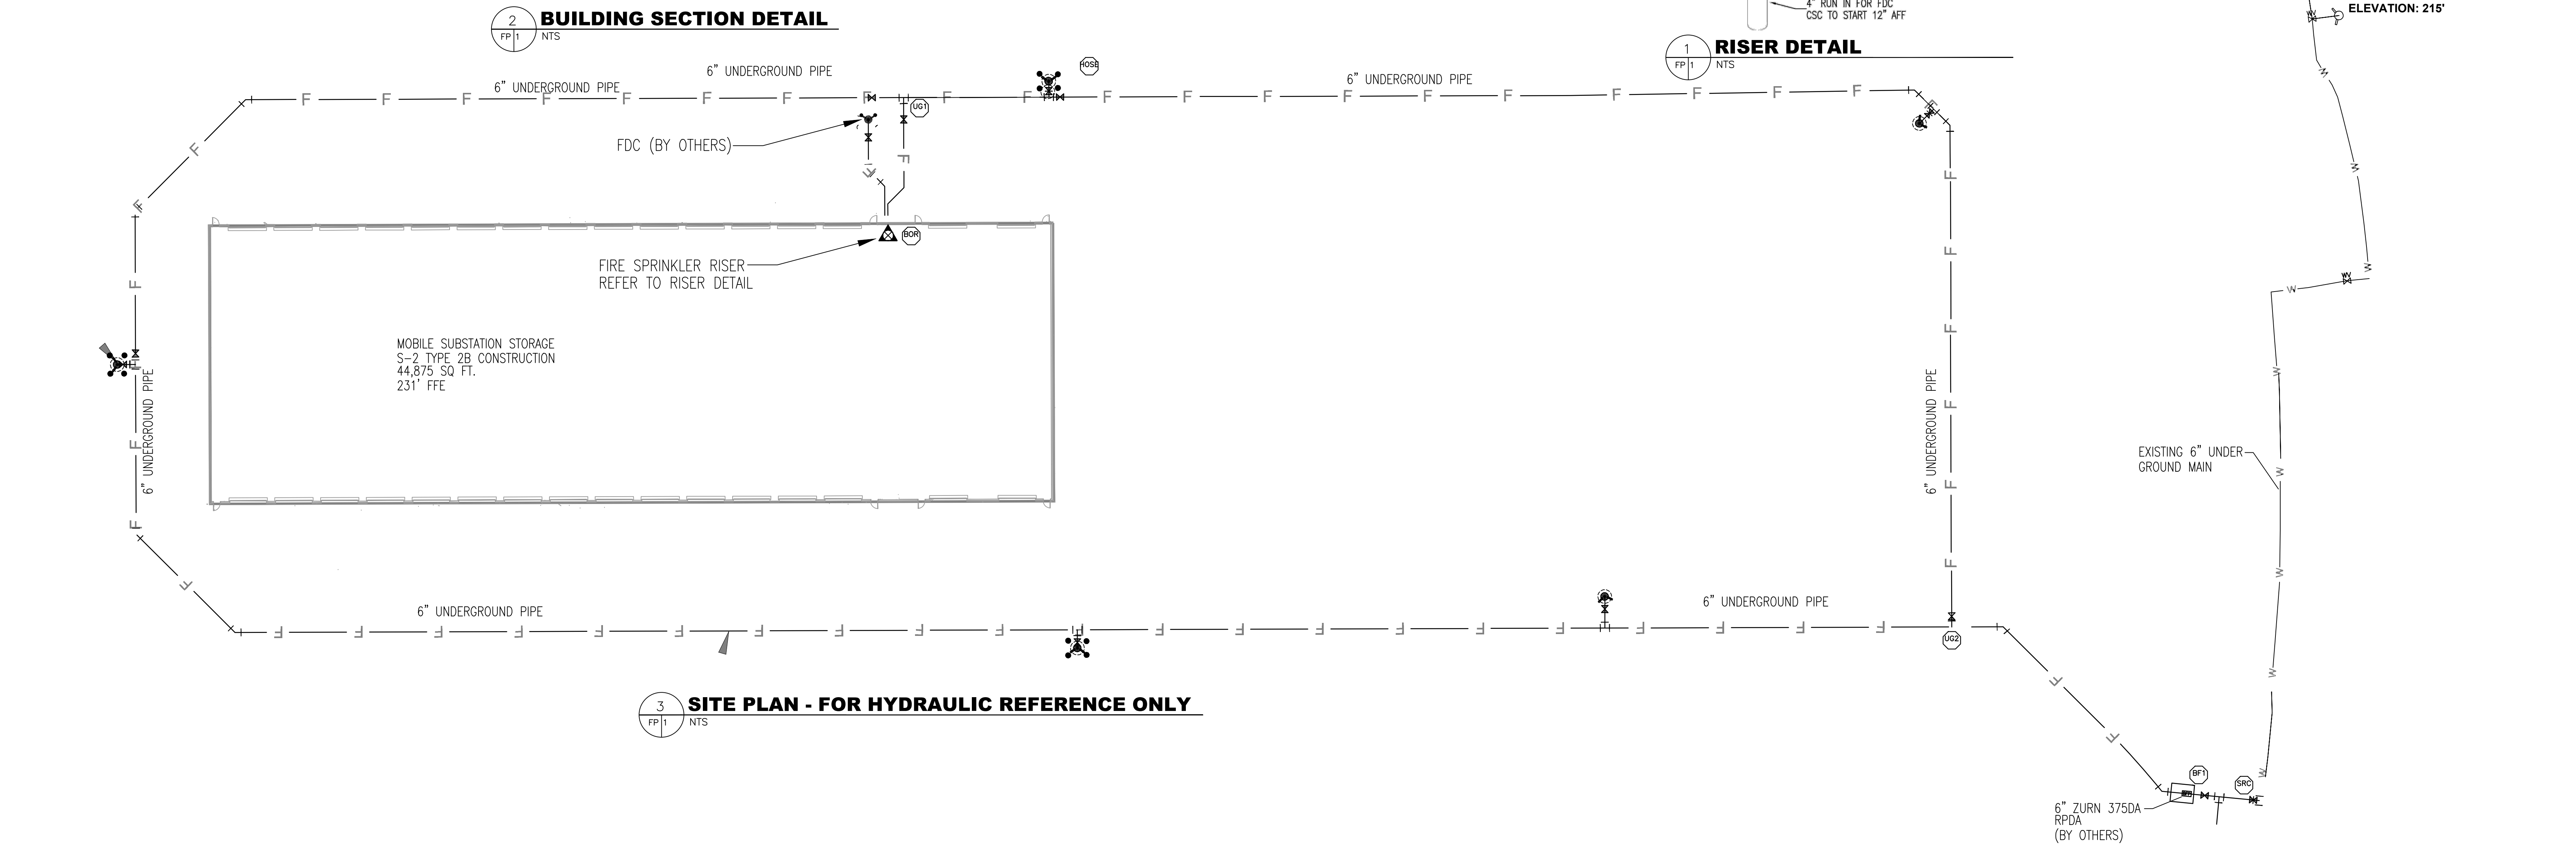 2
FP 1
BUILDING SECTION DETAIL
NTS
4" RUN IN FOR FDC
CSC TO START 12" AFF
ELEVATION: 215'
1
FP 1
RISER DETAIL
NTS
WV
6" UNDERGROUND PIPE
6" UNDERGROUND PIPE
HOSE
6" UNDERGROUND PIPE
F F F F F F F F F F F F F F F F F F F F
UG1
FDC (BY OTHERS)
BOR
FIRE SPRINKLER RISER
REFER TO RISER DETAIL
WV
MOBILE SUBSTATION STORAGE
S-2 TYPE 2B CONSTRUCTION
44,875 SQ FT.
231' FFE
6" UNDERGROUND PIPE
6" UNDERGROUND PIPE
EXISTING 6" UNDER
GROUND MAIN
6" UNDERGROUND PIPE
6" UNDERGROUND PIPE
UG2
3
FP 1
SITE PLAN - FOR HYDRAULIC REFERENCE ONLY
NTS
BF1
SRC
6" ZURN 375DA
RPDA
(BY OTHERS)